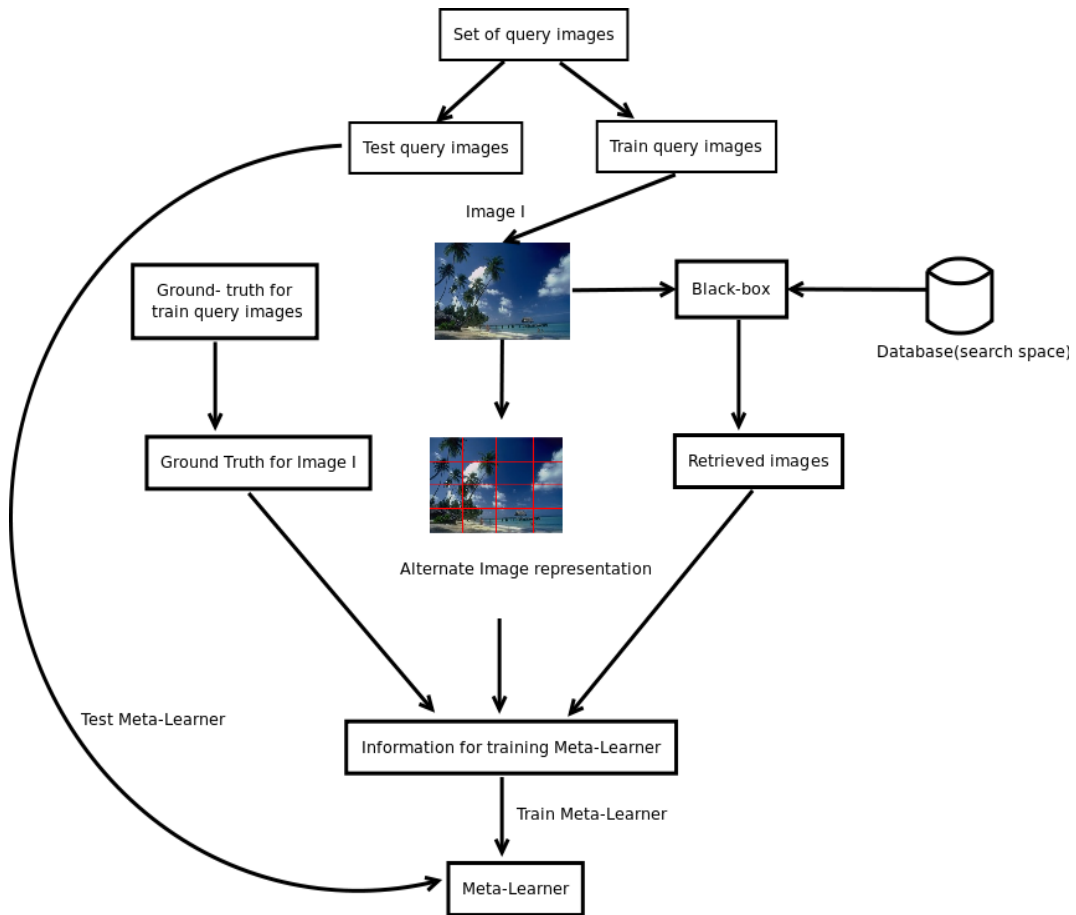 Set of query images
Test query images
Train query images
Image I
Ground- truth for
train query images
Black-box
Database(search space)
Ground Truth for Image I
Retrieved images
Alternate Image representation
Test Meta-Learner
Information for training Meta-Learner
Train Meta-Learner
Meta-Learner